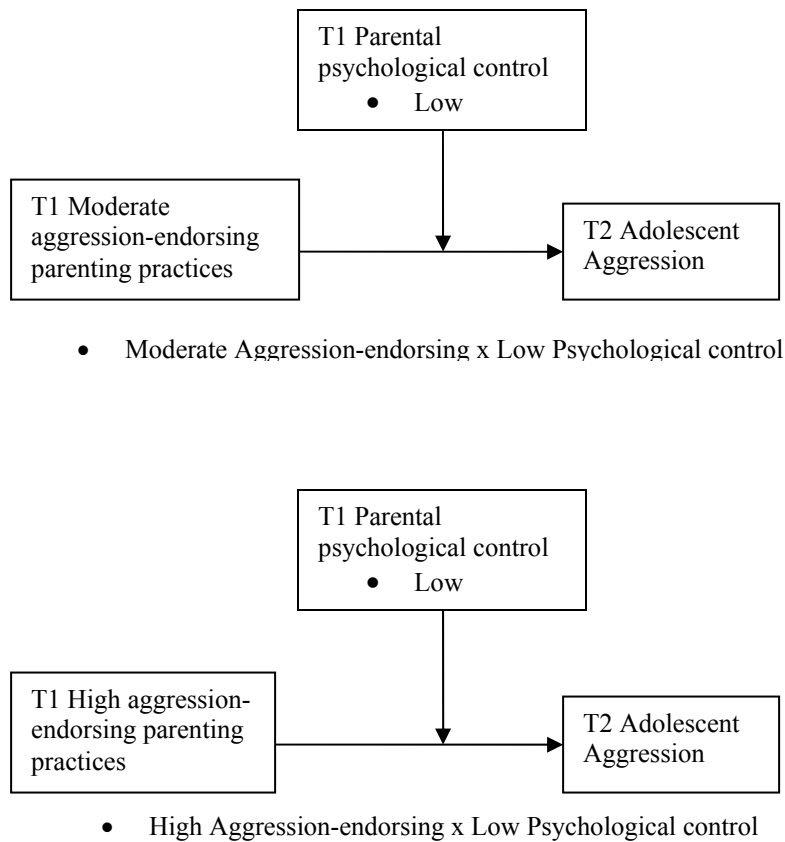 T1 Parental
psychological control
• Low
T1 Moderate
aggression-endorsing
parenting practices
T2 Adolescent
Aggression
• Moderate Aggression-endorsing x Low Psychological control
T1 Parental
psychological control
• Low
T1 High aggression-
endorsing parenting
practices
T2 Adolescent
Aggression
• High Aggression-endorsing x Low Psychological control